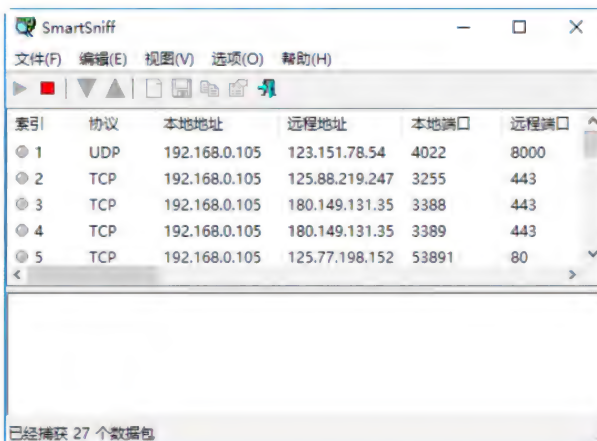 SmartSniff
文件(F) 编辑(E) 视图(V) 选项(O) 帮助(H)
索引 协议 本地地址 远程地址 本地端口 远程端口
1 UDP 192.168.0.105 123.151.78.54 4022 8000
2 TCP 192.168.0.105 125.88.219.247 3255 443
3 TCP 192.168.0.105 180.149.131.35 3388 443
4 TCP 192.168.0.105 180.149.131.35 3389 443
5 TCP 192.168.0.105 125.77.198.152 53891 80
已经捕获 27 个数据包